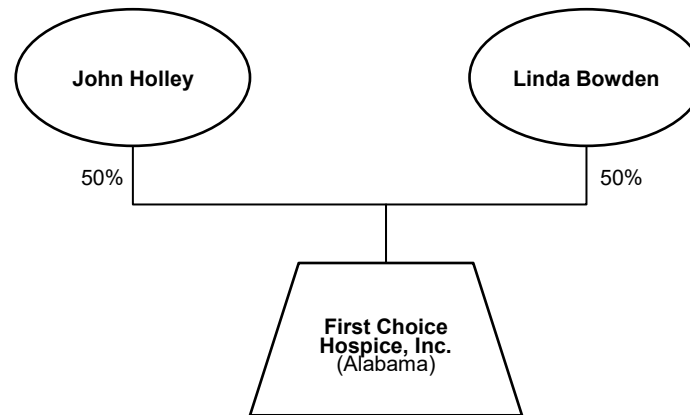 John Holley
Linda Bowden
50%
50%
First Choice
Hospice, Inc.
(Alabama)